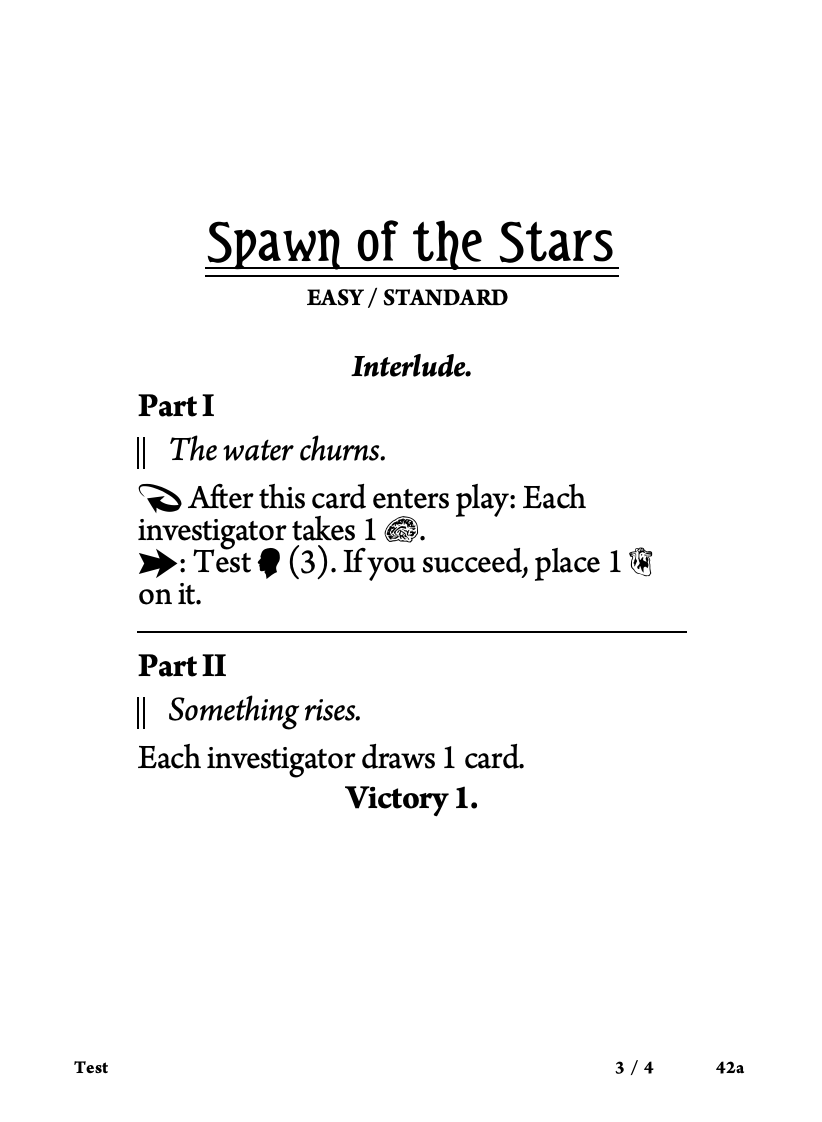 Spawn of the Stars
EASY / STANDARD
Interlude.
Part I
The water churns.
After this card enters play: Each
investigator takes 1 .
: Test (3). If you succeed, place 1
on it.
Part II
Something rises.
Each investigator draws 1 card.
Victory 1.
Test
3 / 4
42a